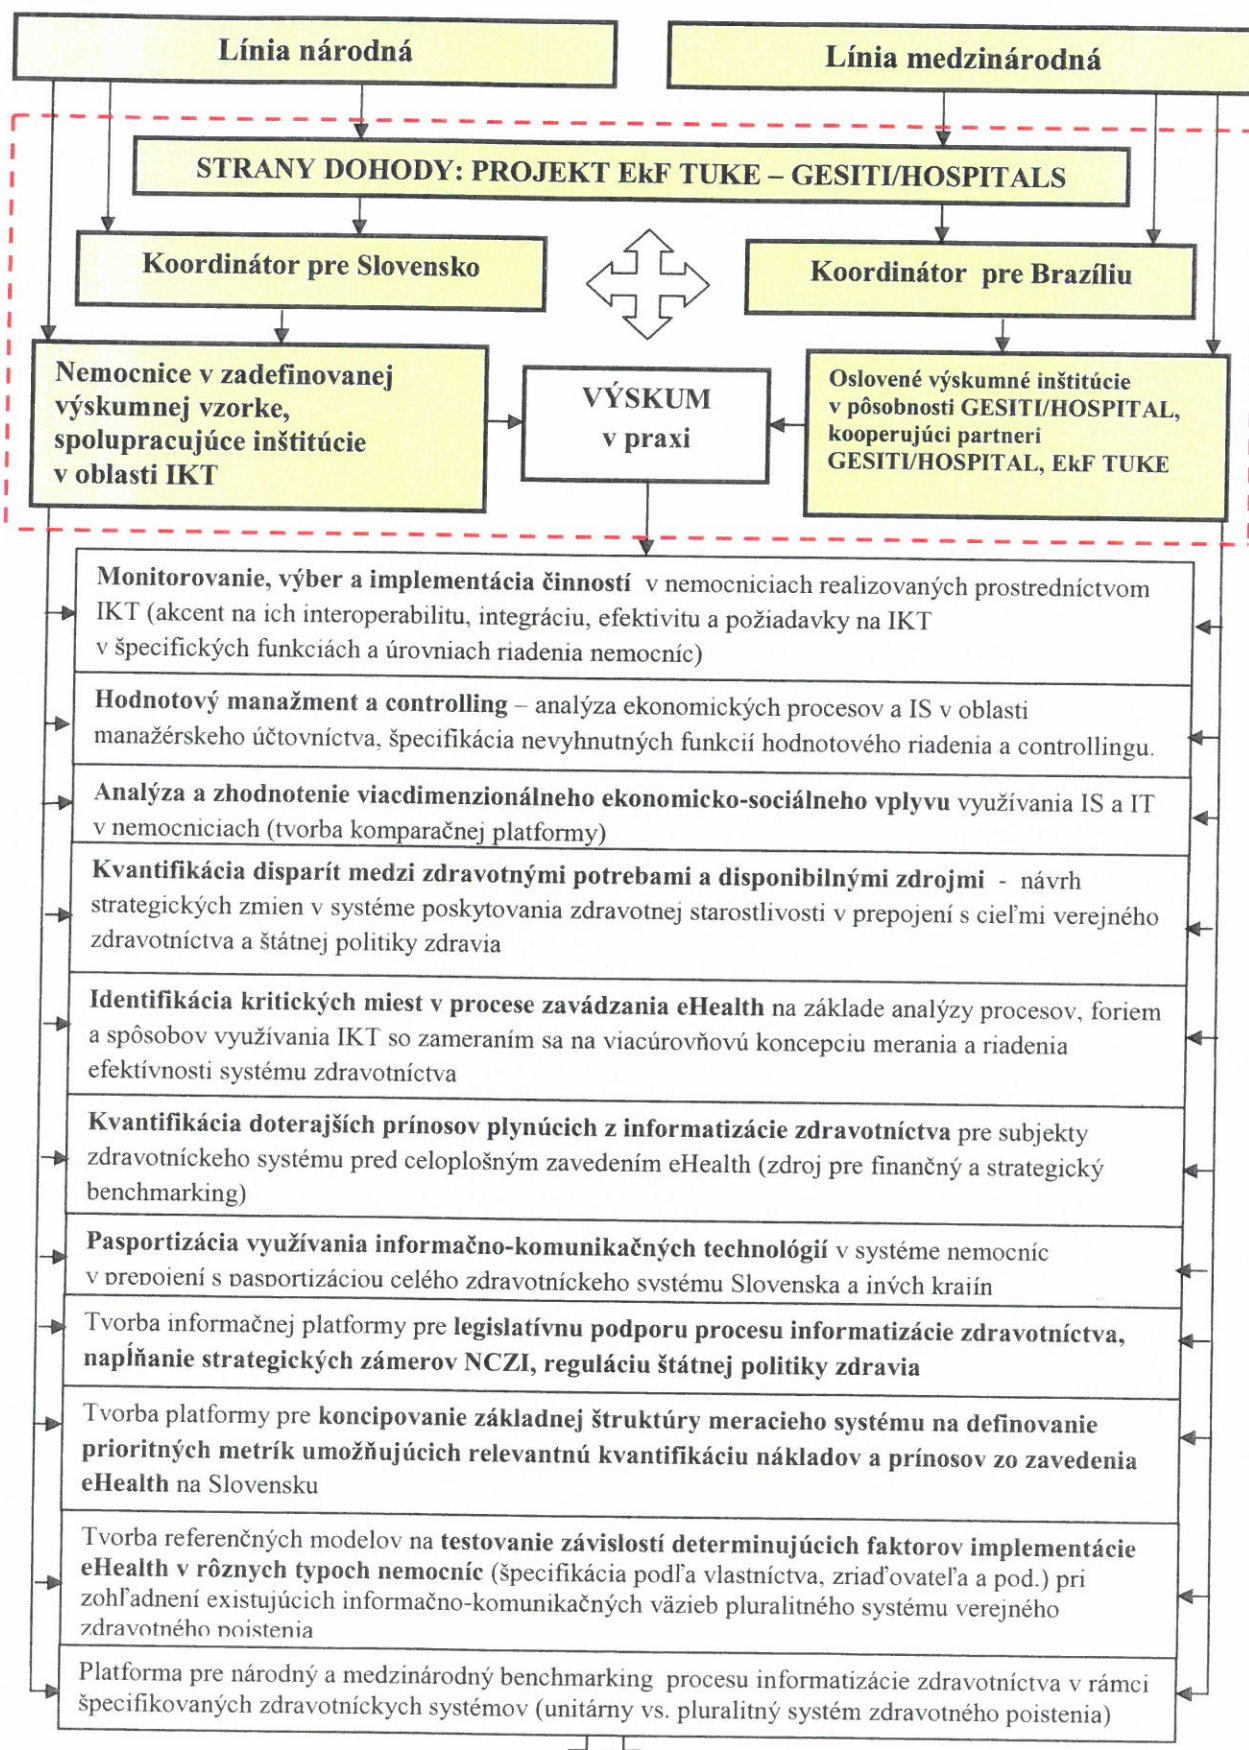 Línia národná
Línia medzinárodná
STRANY DOHODY: PROJEKT EkF TUKE – GESITI/HOSPITALS
Koordinátor pre Slovensko
Koordinátor pre Brazíliu
Nemocnice v zadefinovanej
výskumnej vzorke,
spolupracujúce inštitúcie
v oblasti IKT
VÝSKUM
v praxi
Oslovené výskumné inštitúcie
v pôsobnosti GESITI/HOSPITAL,
kooperujúci partneri
GESITI/HOSPITAL, EkF TUKE
Monitorovanie, výber a implementácia činností v nemocniciach realizovaných prostredníctvom
IKT (akcent na ich interoperabilitu, integráciu, efektivitu a požiadavky na IKT
v špecifických funkciách a úrovniach riadenia nemocníc)
Hodnotový manažment a controlling – analýza ekonomických procesov a IS v oblasti
manažérskeho účtovníctva, špecifikácia nevyhnutných funkcií hodnotového riadenia a controllingu.
Analýza a zhodnotenie viacdimenzionálneho ekonomicko-sociálneho vplyvu využívania IS a IT
v nemocniciach (tvorba komparačnej platformy)
Kvantifikácia disparít medzi zdravotnými potrebami a disponibilnými zdrojmi - návrh
strategických zmien v systéme poskytovania zdravotnej starostlivosti v prepojení s cieľmi verejného
zdravotníctva a štátnej politiky zdravia
Identifikácia kritických miest v procese zavádzania eHealth na základe analýzy procesov, foriem
a spôsobov využívania IKT so zameraním sa na viacúrovňovú koncepciu merania a riadenia
efektívnosti systému zdravotníctva
Kvantifikácia doterajších prínosov plynúcich z informatizácie zdravotníctva pre subjekty
zdravotníckeho systému pred celoplošným zavedením eHealth (zdroj pre finančný a strategický
benchmarking)
Pasportizácia využívania informačno-komunikačných technológií v systéme nemocníc
v prepojení s pasportizáciou celého zdravotníckeho systému Slovenska a iných krajín
Tvorba informačnej platformy pre legislatívnu podporu procesu informatizácie zdravotníctva,
napĺňanie strategických zámerov NCZI, reguláciu štátnej politiky zdravia
Tvorba platformy pre koncipovanie základnej štruktúry meracieho systému na definovanie
prioritných metrík umožňujúcich relevantnú kvantifikáciu nákladov a prínosov zo zavedenia
eHealth na Slovensku
Tvorba referenčných modelov na testovanie závislostí determinujúcich faktorov implementácie
eHealth v rôznych typoch nemocníc (špecifikácia podľa vlastníctva, zriaďovateľa a pod.) pri
zohľadnení existujúcich informačno-komunikačných väzieb pluralitného systému verejného
zdravotného poistenia
Platforma pre národný a medzinárodný benchmarking procesu informatizácie zdravotníctva v rámci
špecifikovaných zdravotníckych systémov (unitárny vs. pluralitný systém zdravotného poistenia)